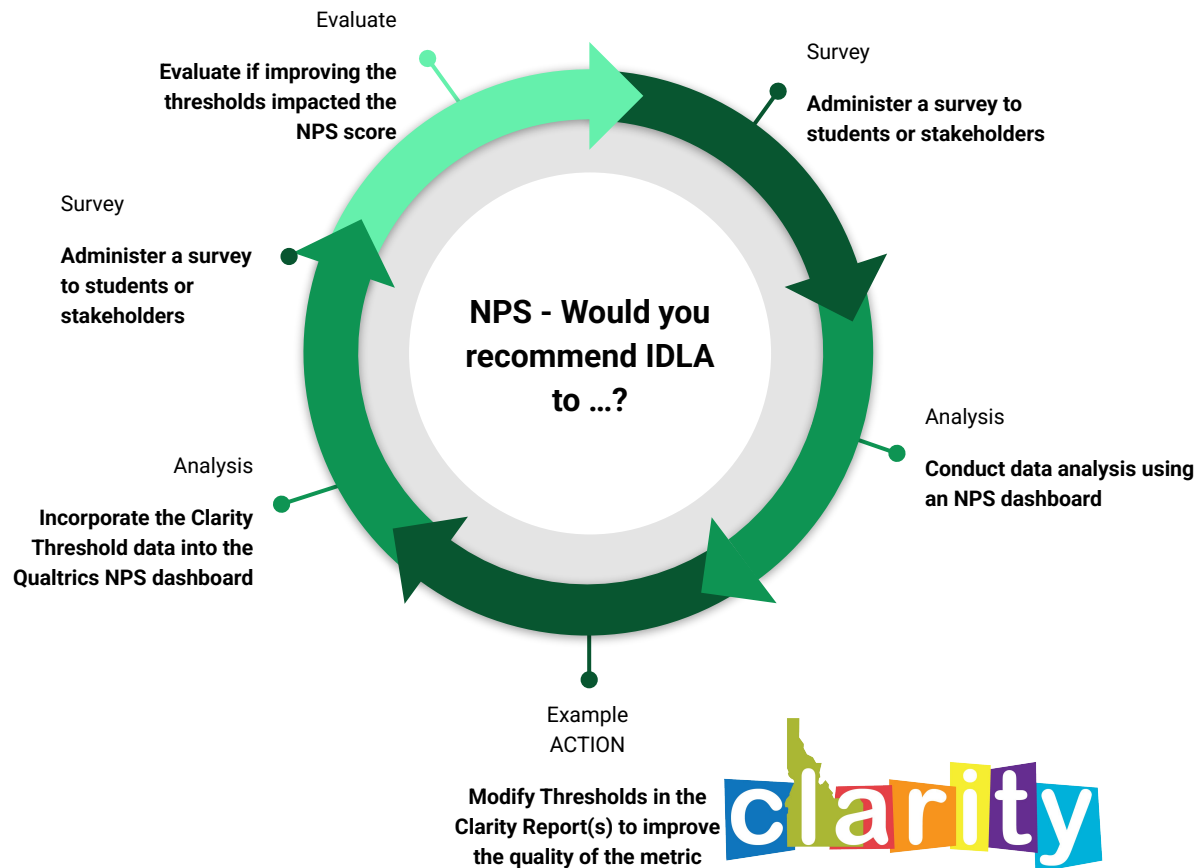 Evaluate
Evaluate if improving the
thresholds impacted the
NPS score
Survey
Administer a survey to
students or stakeholders
Survey
Administer a survey
to students or
stakeholders
NPS - Would you
recommend IDLA
to ...?
Analysis
Conduct data analysis using
an NPS dashboard
Analysis
Incorporate the Clarity
Threshold data into the
Qualtrics NPS dashboard
Example
ACTION
Modify Thresholds in the
Clarity Report(s) to improve
the quality of the metric
clarity